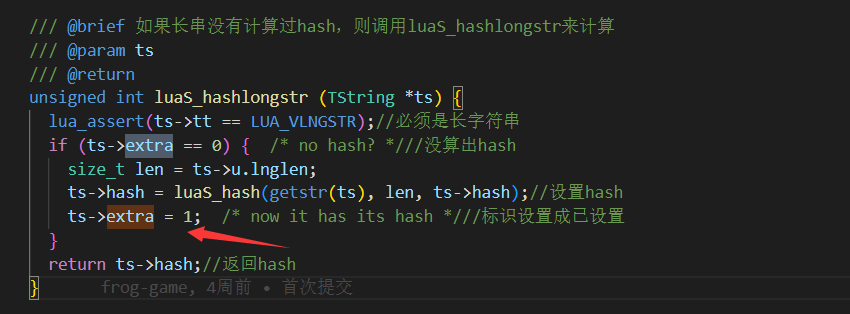 /// @brief 如果长串没有计算过hash，则调用luaS_hashlongstr来计算
/// @param ts
/// @return
unsigned int luaS_hashlongstr (TString *ts) {
lua_assert(ts->tt == LUA_VLNGSTR);//必须是长字符串
if (ts->extra == 0) {  /* no hash? *///没算出hash
size_t len = ts->u.lnglen;
ts->hash = luaS_hash(getstr(ts), len, ts->hash);//设置hash
ts->extra = 1;  /* now it has its hash *///标识设置成已设置
}
return ts->hash;//返回hash
}      frog-game, 4周前 • 首次提交